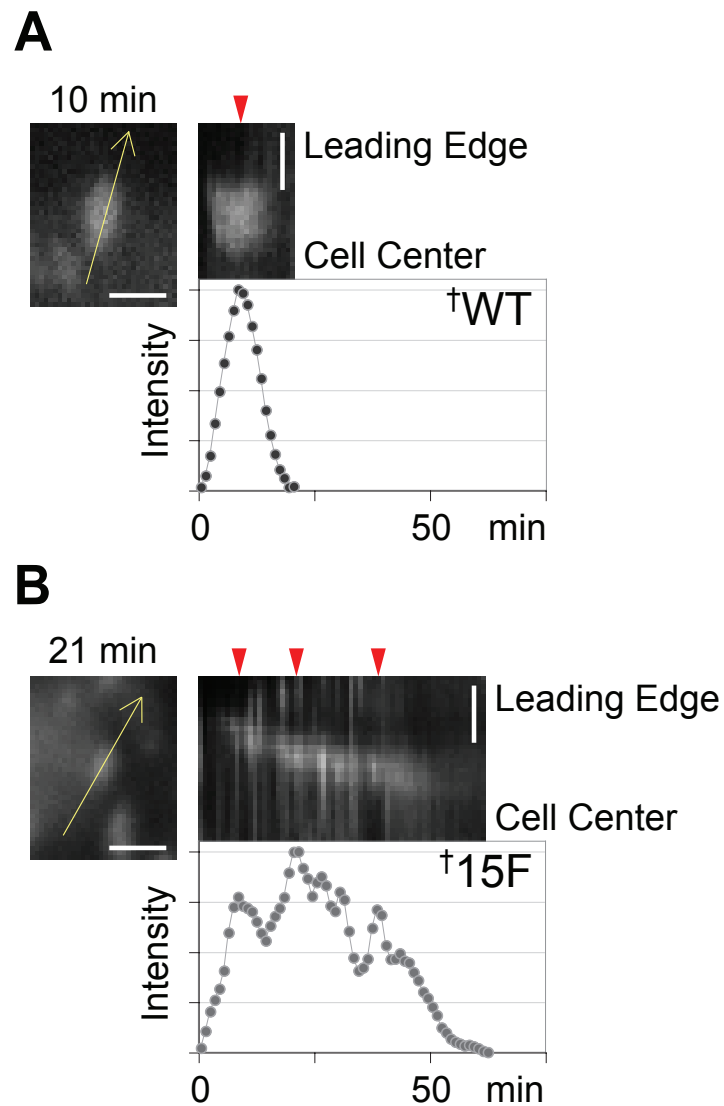 A
10 min
Leading Edge
Cell Center
†WT
Intensity
0 50 min
B
21 min
Leading Edge
Cell Center
†15F
Intensity
0 50 min